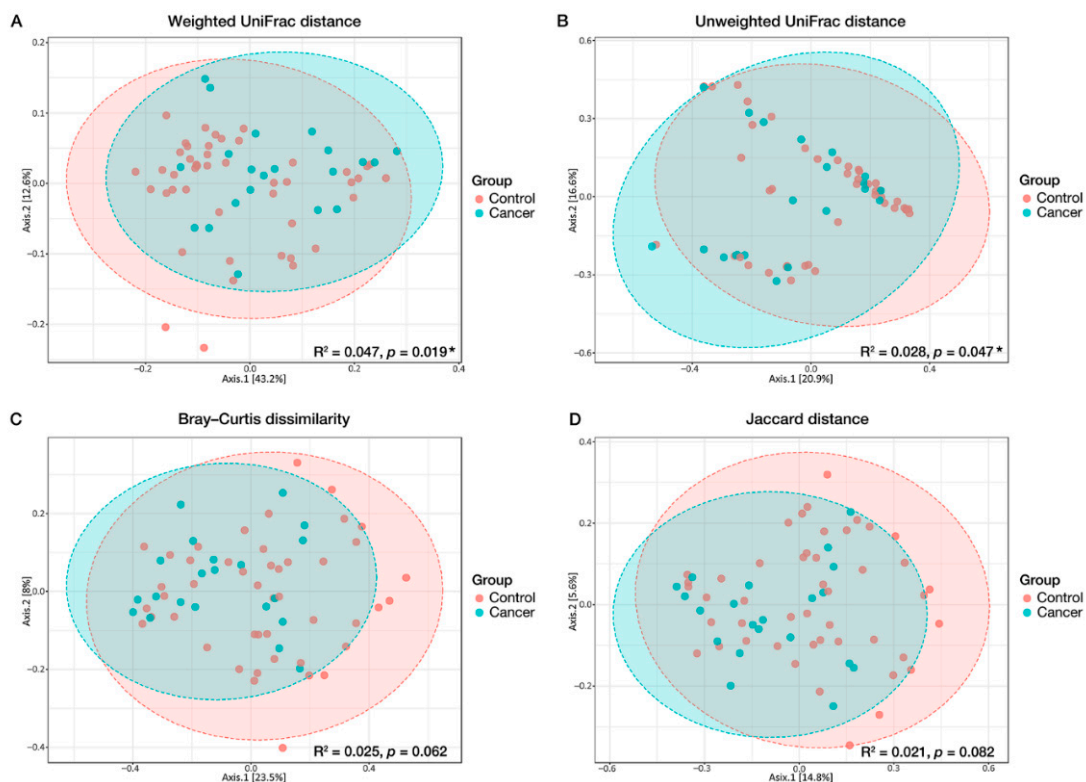 A
Weighted UniFrac distance
0.2
0.1
0.0
−0.1
−0.2
Axis.2 [12.6%]
−0.2
0.0
0.2
0.4
Axis.1 [43.2%]
R² = 0.047, p = 0.019*
Group
Control
Cancer
B
Unweighted UniFrac distance
0.6
0.3
0.0
−0.3
−0.6
Axis.2 [16.6%]
−0.4
0.0
0.4
Axis.1 [20.9%]
R² = 0.028, p = 0.047*
Group
Control
Cancer
C
Bray–Curtis dissimilarity
0.4
0.2
0.0
−0.2
−0.4
Axis.2 [8%]
−0.4
0.0
0.4
Axis.1 [23.5%]
R² = 0.025, p = 0.062
Group
Control
Cancer
D
Jaccard distance
0.4
0.2
0.0
−0.2
Axis.2 [5.6%]
−0.6
−0.3
0.0
0.3
0.6
Asix.1 [14.8%]
R² = 0.021, p = 0.082
Group
Control
Cancer